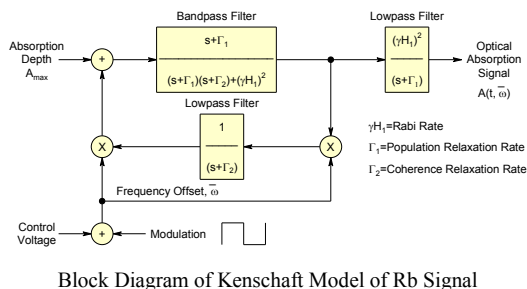 Bandpass Filter
Lowpass Filter
Absorption
Depth
A_max
+
s+Γ₁
(s+Γ₁)(s+Γ₂)+(γH₁)²
(γH₁)²
(s+Γ₁)
Optical
Absorption
Signal
A(t, ω̅)
Lowpass Filter
X
1
(s+Γ₂)
X
γH₁=Rabi Rate
Γ₁=Population Relaxation Rate
Γ₂=Coherence Relaxation Rate
Frequency Offset, ω̅
Control
Voltage
+
Modulation
Block Diagram of Kenschaft Model of Rb Signal